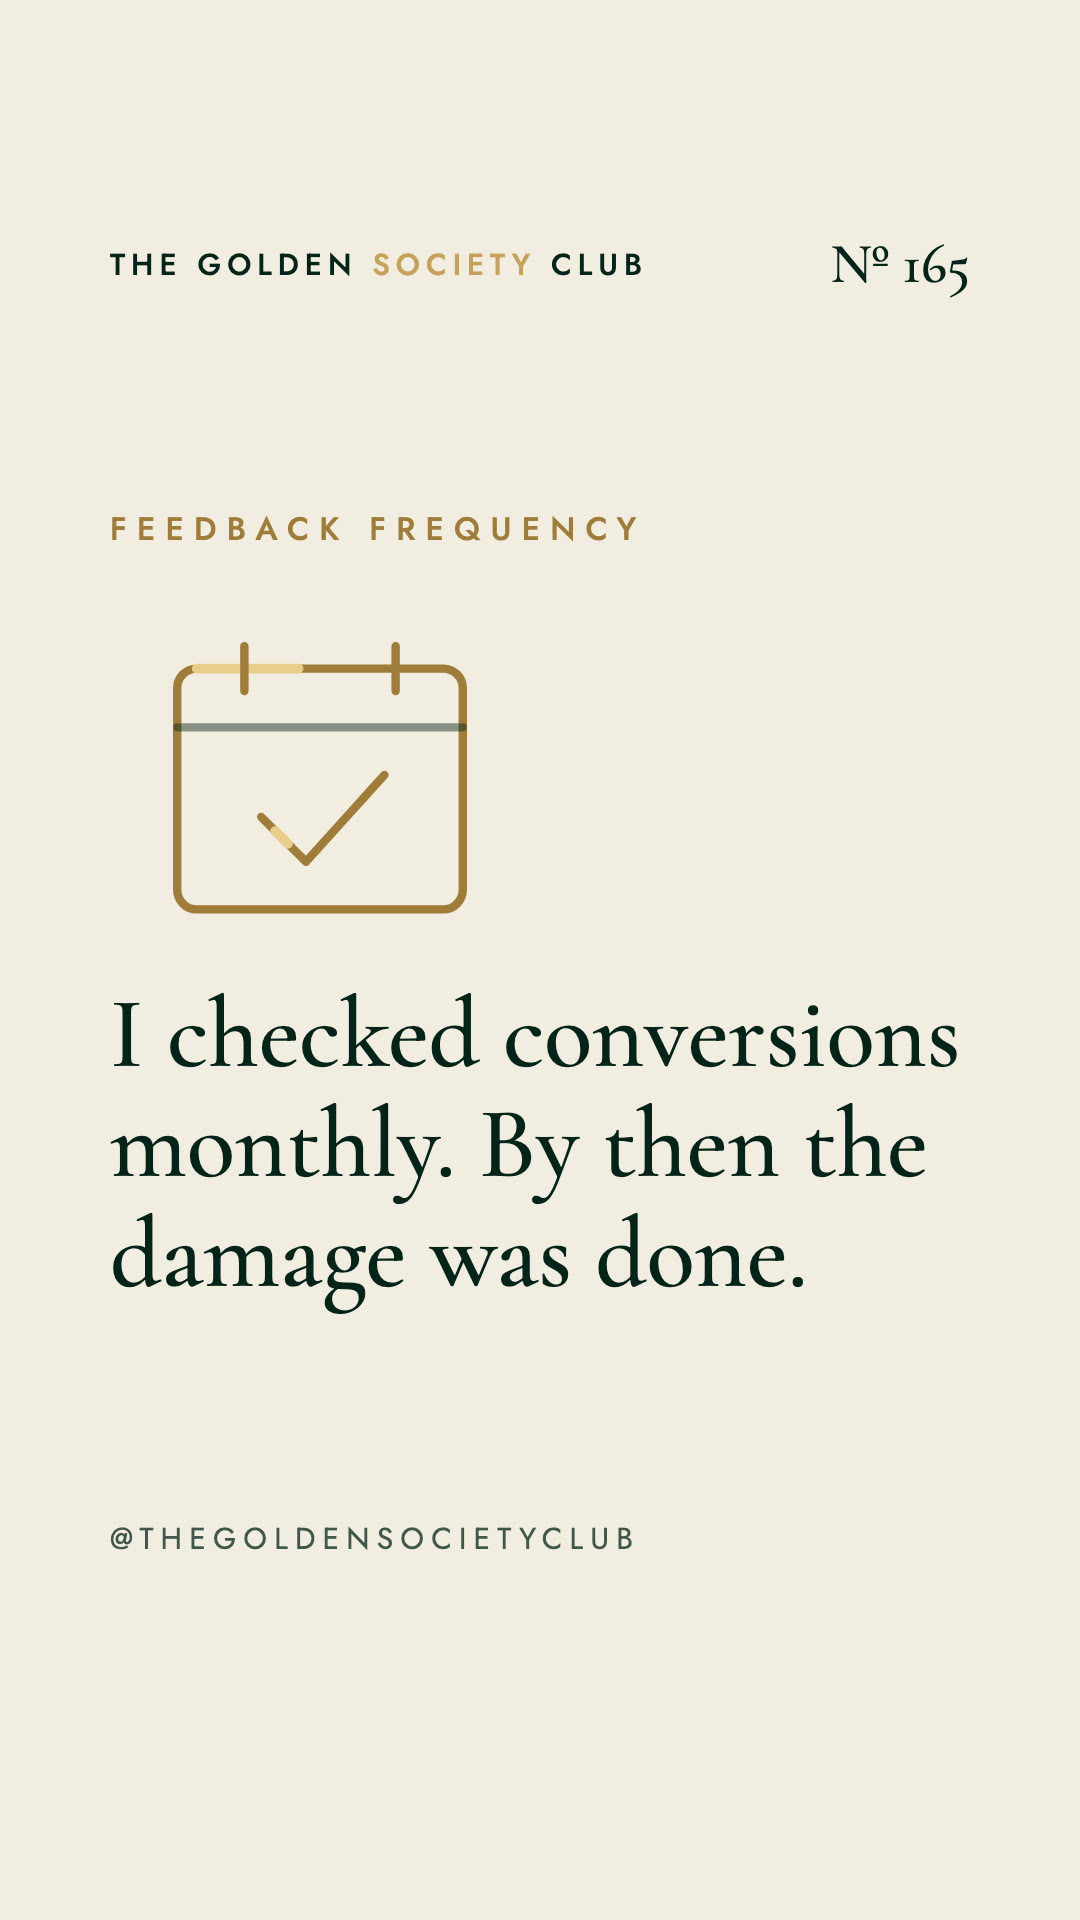 THE GOLDEN SOCIETY CLUB
Nº 165
FEEDBACK FREQUENCY
I checked conversions
monthly. By then the
damage was done.
@THEGOLDENSOCIETYCLUB